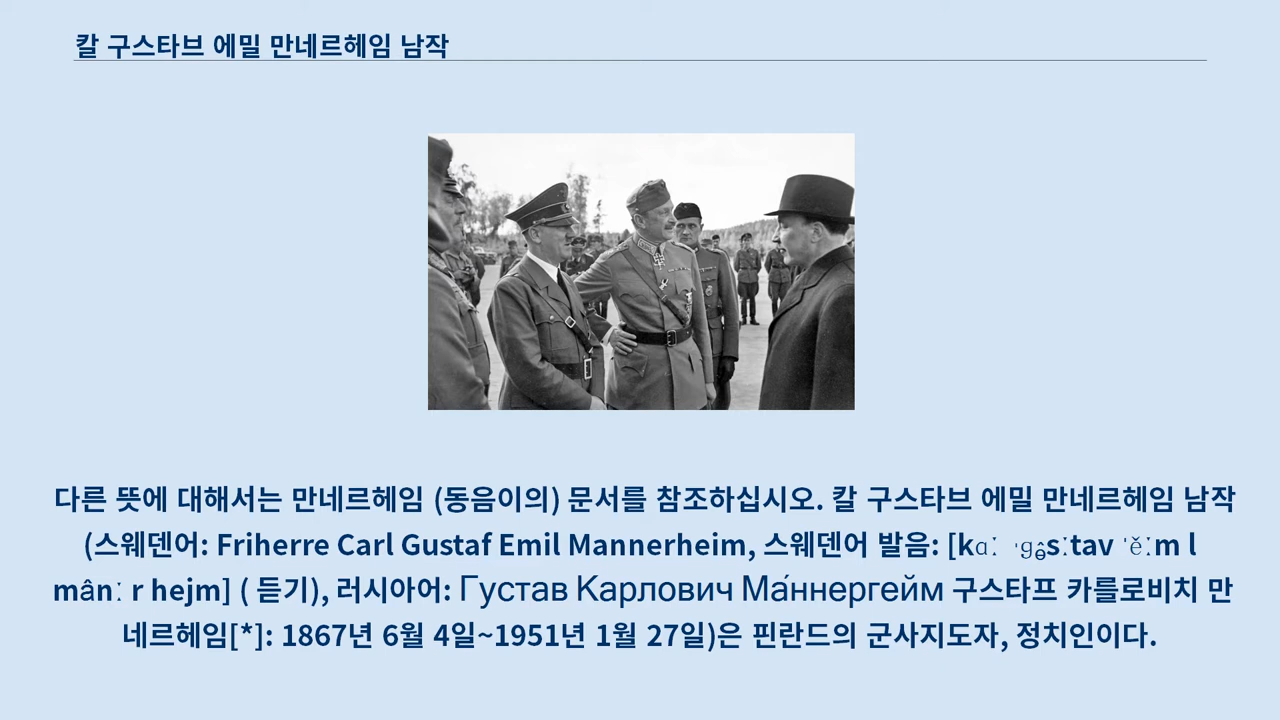 칼 구스타브 에밀 만네르헤임 남작
다른 뜻에 대해서는 만네르헤임 (동음이의) 문서를 참조하십시오. 칼 구스타브 에밀 만네르헤임 남작
(스웨덴어: Friherre Carl Gustaf Emil Mannerheim, 스웨덴어 발음: [kɑː ˈɡɵ̂sːtav ˈěːm l
mânː r hejm] ( 듣기), 러시아어: Густав Карлович Ма́ннергейм 구스타프 카를로비치 만
네르헤임[*]: 1867년 6월 4일~1951년 1월 27일)은 핀란드의 군사지도자, 정치인이다.